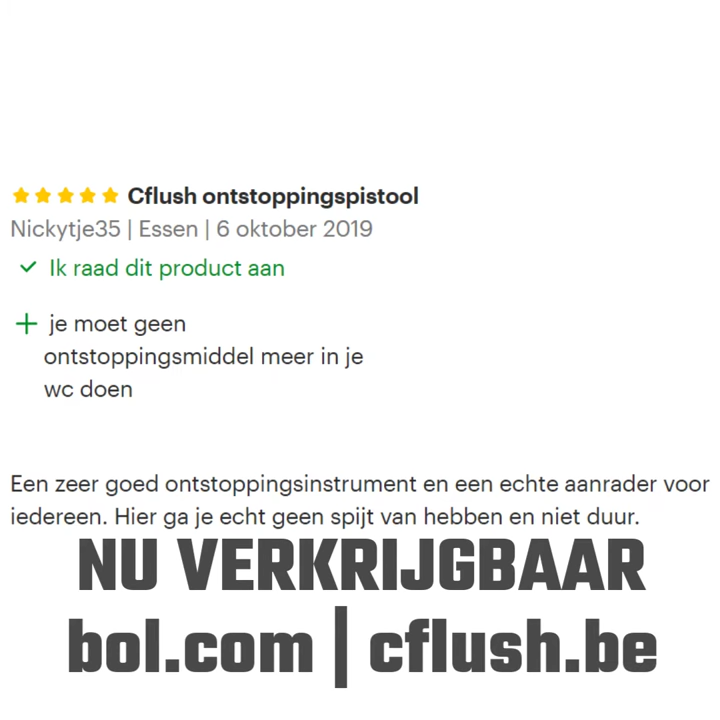 Cflush ontstoppingspistool
Nickytje35 | Essen | 6 oktober 2019
Ik raad dit product aan
je moet geen
ontstoppingsmiddel meer in je
wc doen
Een zeer goed ontstoppingsinstrument en een echte aanrader voor
iedereen. Hier ga je echt geen spijt van hebben en niet duur.
NU VERKRIJGBAAR
bol.com | cflush.be